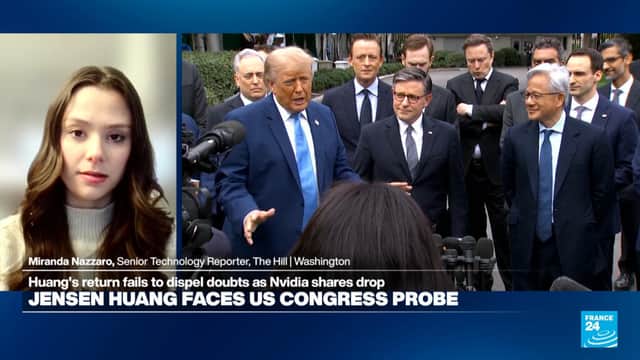 Miranda Nazzaro, Senior Technology Reporter, The Hill | Washington
Huang's return fails to dispel doubts as Nvidia shares drop
JENSEN HUANG FACES US CONGRESS PROBE
FRANCE
24